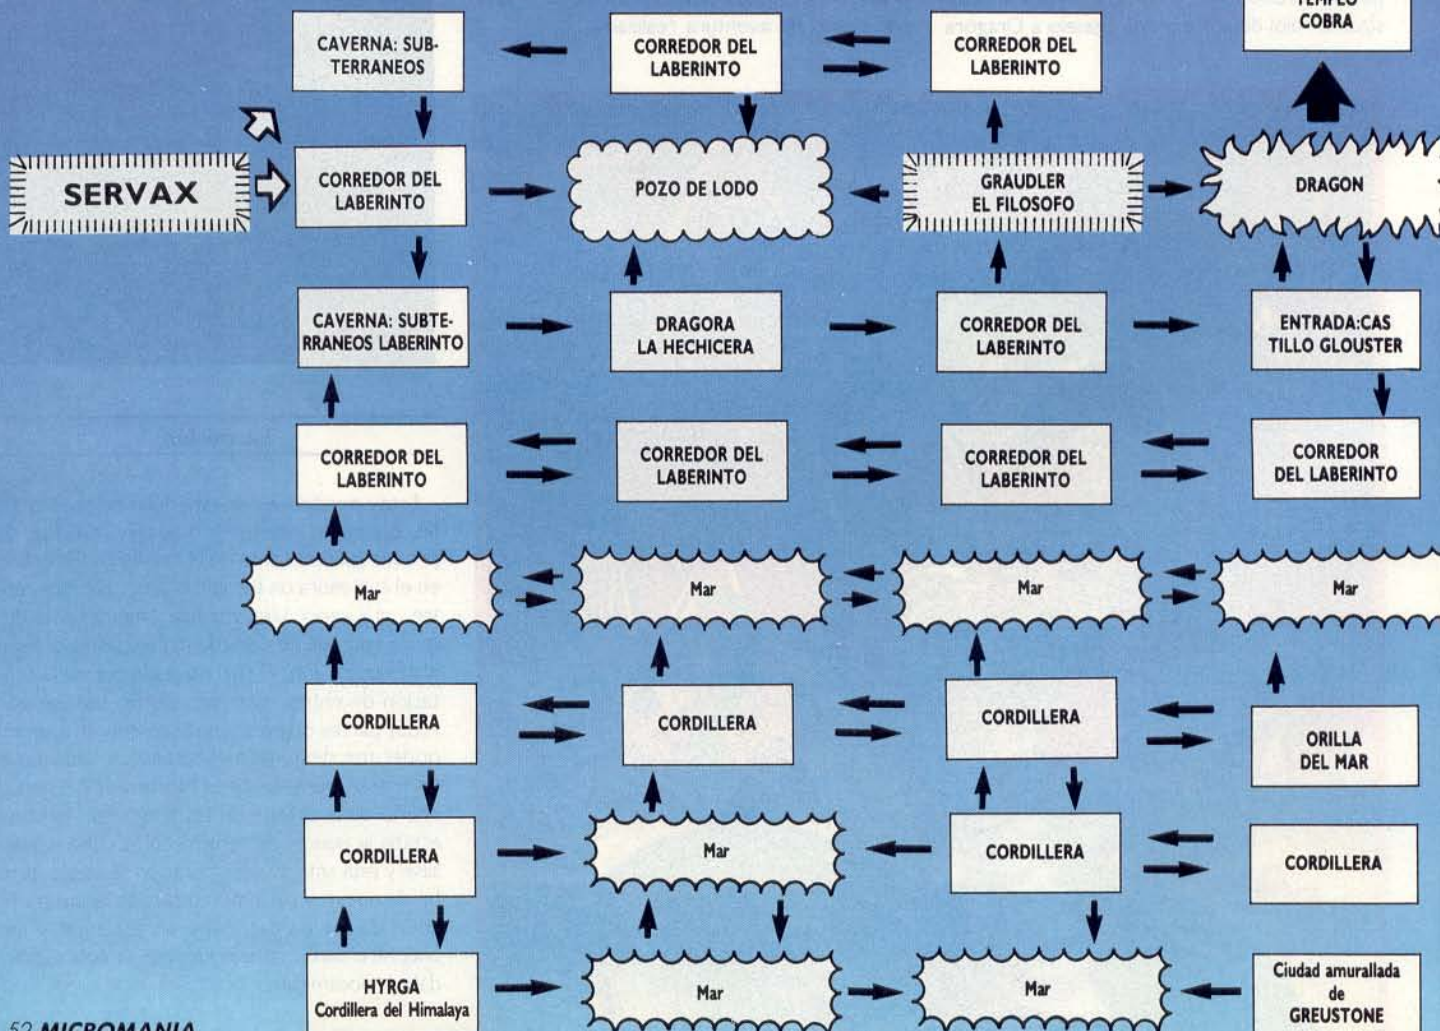 COBRA
CAVERNA: SUB-
TERRANEOS
CORREDOR DEL
LABERINTO
CORREDOR DEL
LABERINTO
SERVAX
CORREDOR DEL
LABERINTO
POZO DE LODO
GRAUDLER
EL FILOSOFO
DRAGON
CAVERNA: SUBTE-
RRANEOS LABERINTO
DRAGORA
LA HECHICERA
CORREDOR DEL
LABERINTO
ENTRADA:CAS
TILLO GLOUSTER
CORREDOR DEL
LABERINTO
CORREDOR DEL
LABERINTO
CORREDOR DEL
LABERINTO
CORREDOR
DEL LABERINTO
Mar
Mar
Mar
Mar
CORDILLERA
CORDILLERA
CORDILLERA
ORILLA
DEL MAR
CORDILLERA
Mar
CORDILLERA
CORDILLERA
HYRGA
Cordillera del Himalaya
Mar
Mar
Ciudad amurallada
de
GREUSTONE
52 MICROMANIA